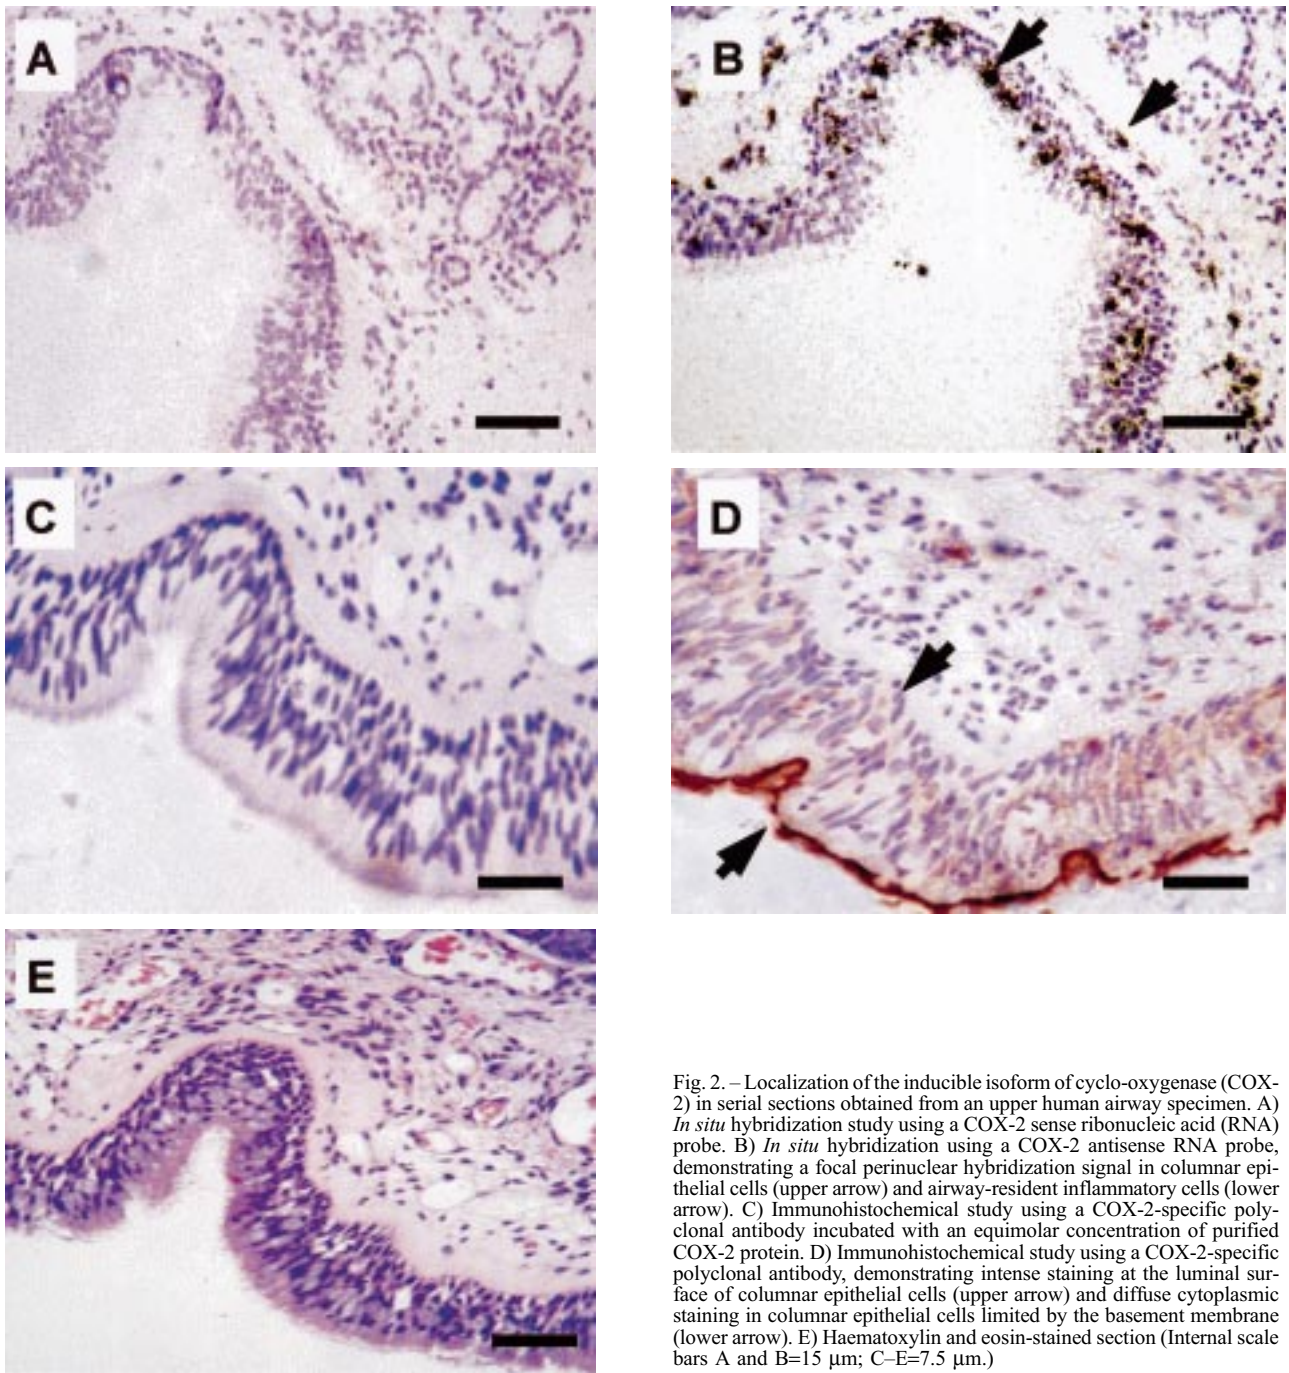 A
B
C
D
E
Fig. 2. – Localization of the inducible isoform of cyclo-oxygenase (COX-
2) in serial sections obtained from an upper human airway specimen. A)
In situ hybridization study using a COX-2 sense ribonucleic acid (RNA)
probe. B) In situ hybridization using a COX-2 antisense RNA probe,
demonstrating a focal perinuclear hybridization signal in columnar epi-
thelial cells (upper arrow) and airway-resident inflammatory cells (lower
arrow). C) Immunohistochemical study using a COX-2-specific poly-
clonal antibody incubated with an equimolar concentration of purified
COX-2 protein. D) Immunohistochemical study using a COX-2-specific
polyclonal antibody, demonstrating intense staining at the luminal sur-
face of columnar epithelial cells (upper arrow) and diffuse cytoplasmic
staining in columnar epithelial cells limited by the basement membrane
(lower arrow). E) Haematoxylin and eosin-stained section (Internal scale
bars A and B=15 μm; C–E=7.5 μm.)